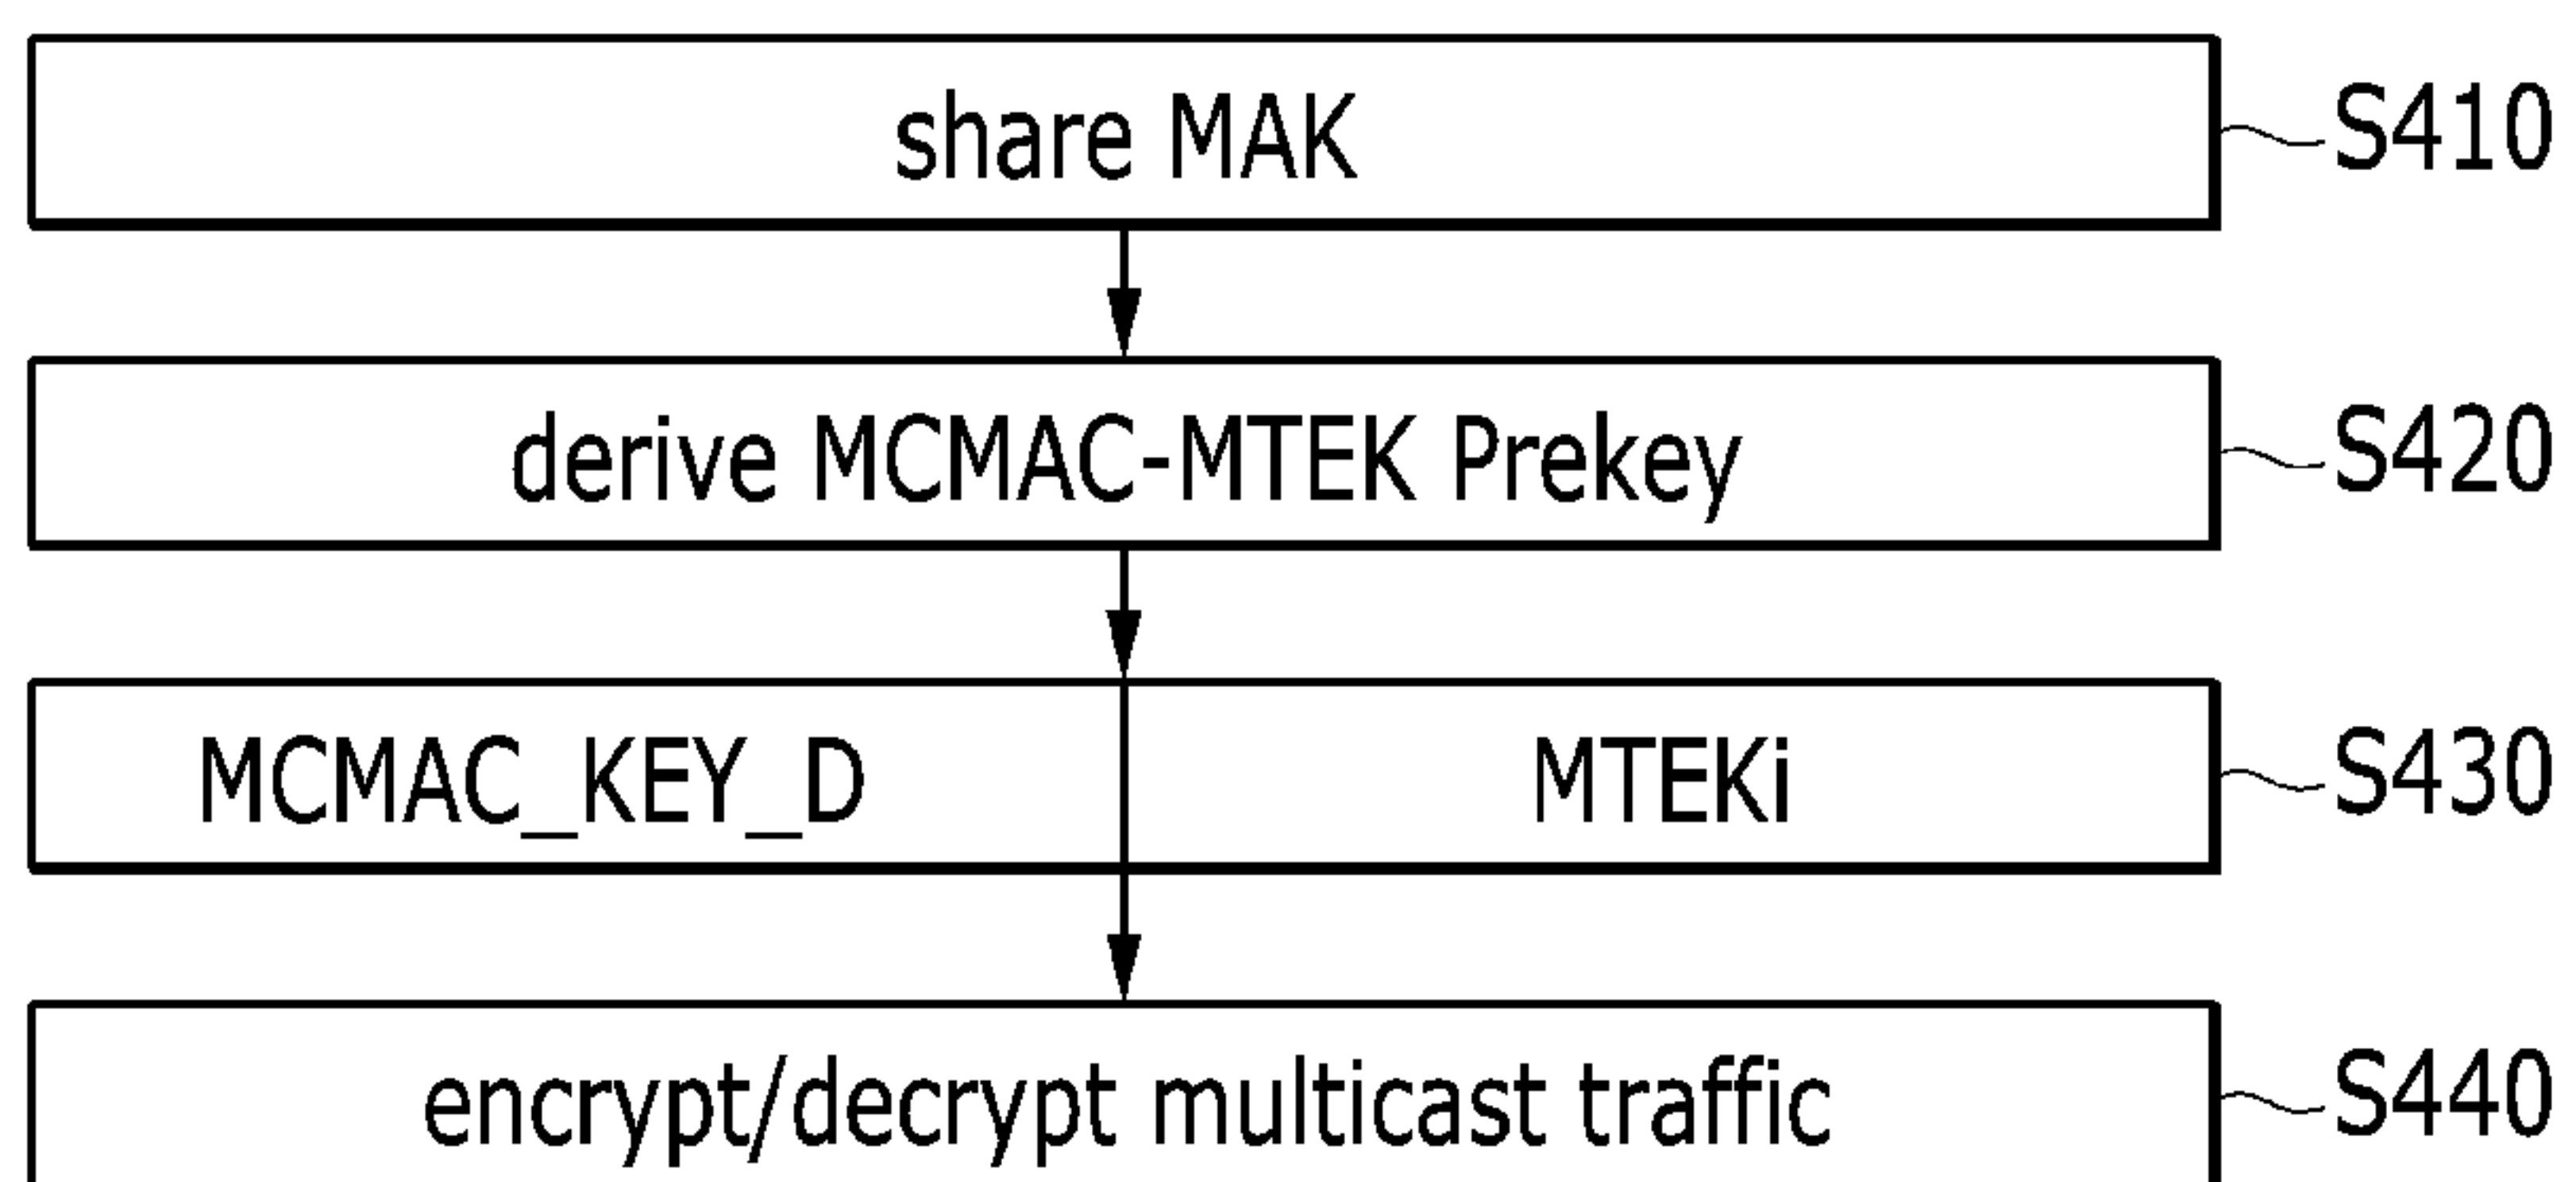 share MAK S410
derive MCMAC-MTEK Prekey S420
MCMAC_KEY_D MTEKi S430
encrypt/decrypt multicast traffic S440